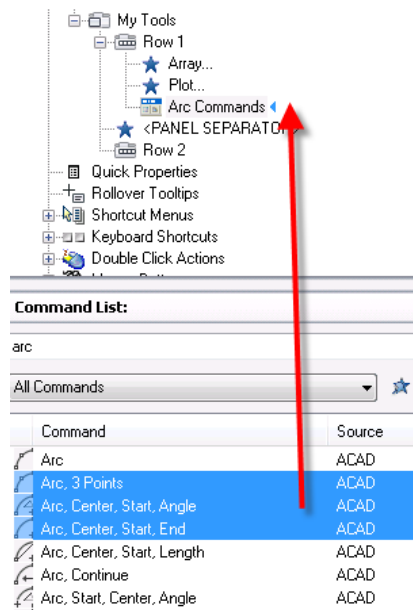 My Tools
Row 1
Array...
Plot...
Arc Commands
<PANEL SEPARATOR>
Row 2
Quick Properties
Rollover Tooltips
Shortcut Menus
Keyboard Shortcuts
Double Click Actions
Command List:
arc
All Commands
Command Source
Arc ACAD
Arc, 3 Points ACAD
Arc, Center, Start, Angle ACAD
Arc, Center, Start, End ACAD
Arc, Center, Start, Length ACAD
Arc, Continue ACAD
Arc, Start, Center, Angle ACAD